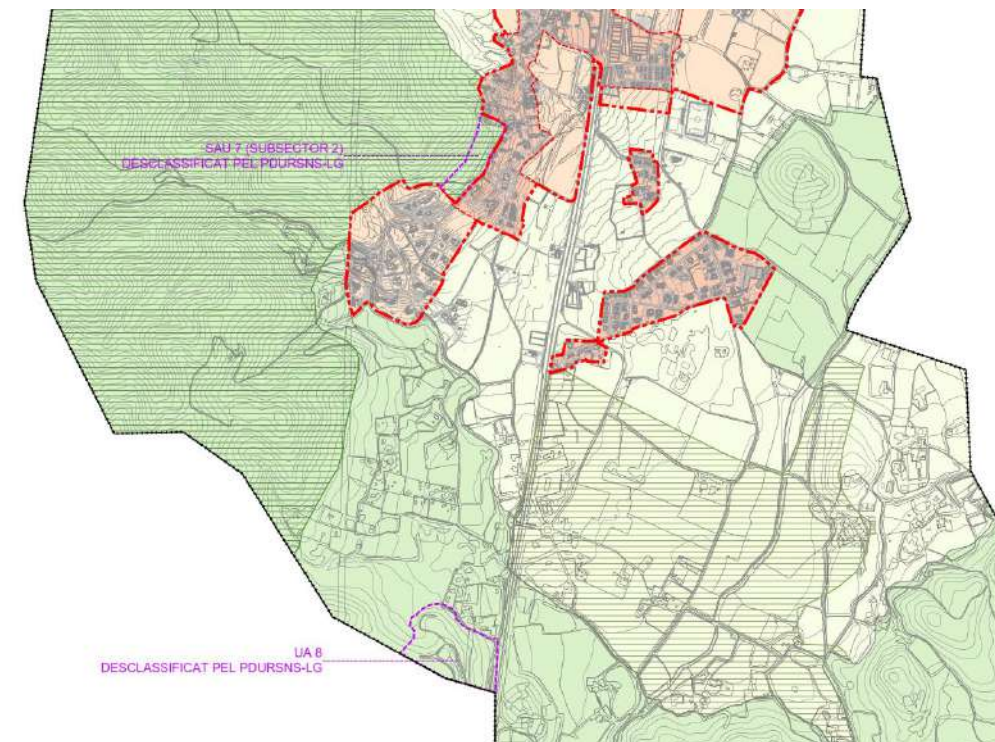 SAU 7 (SUBSECTOR 2)
DESCLASSIFICAT PEL PDURSNS-LG
UA 8
DESCLASSIFICAT PEL PDURSNS-LG